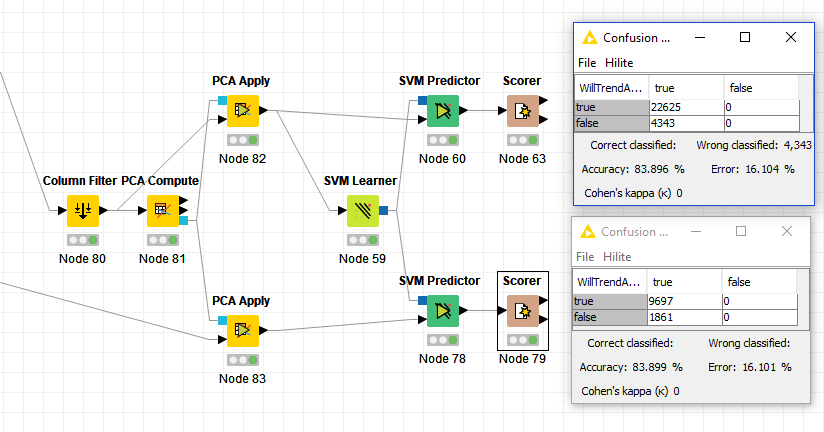 PCA Apply
Node 82
SVM Predictor
Node 60
Scorer
Node 63
Column Filter
Node 80
PCA Compute
Node 81
SVM Learner
Node 59
PCA Apply
Node 83
SVM Predictor
Node 78
Scorer
Node 79
Confusion ...
File Hilite
WillTrendA... true false
true 22625 0
false 4343 0
Correct classified: Wrong classified: 4,343
Accuracy: 83.896 % Error: 16.104 %
Cohen's kappa (κ) 0
Confusion ...
File Hilite
WillTrendA... true false
true 9697 0
false 1861 0
Correct classified: Wrong classified:
Accuracy: 83.899 % Error: 16.101 %
Cohen's kappa (κ) 0